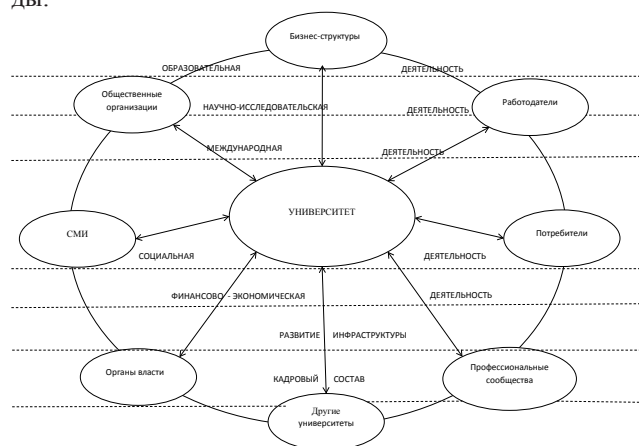 ды.
Бизнес-структуры
ОБРАЗОВАТЕЛЬНАЯ ДЕЯТЕЛЬНОСТЬ
Общественные
организации
Работодатели
НАУЧНО-ИССЛЕДОВАТЕЛЬСКАЯ ДЕЯТЕЛЬНОСТЬ
МЕЖДУНАРОДНАЯ ДЕЯТЕЛЬНОСТЬ
УНИВЕРСИТЕТ
СМИ
Потребители
СОЦИАЛЬНАЯ ДЕЯТЕЛЬНОСТЬ
ФИНАНСОВО - ЭКОНОМИЧЕСКАЯ ДЕЯТЕЛЬНОСТЬ
РАЗВИТИЕ ИНФРАСТРУКТУРЫ
Органы власти
Профессиональные
сообщества
КАДРОВЫЙ СОСТАВ
Другие
университеты